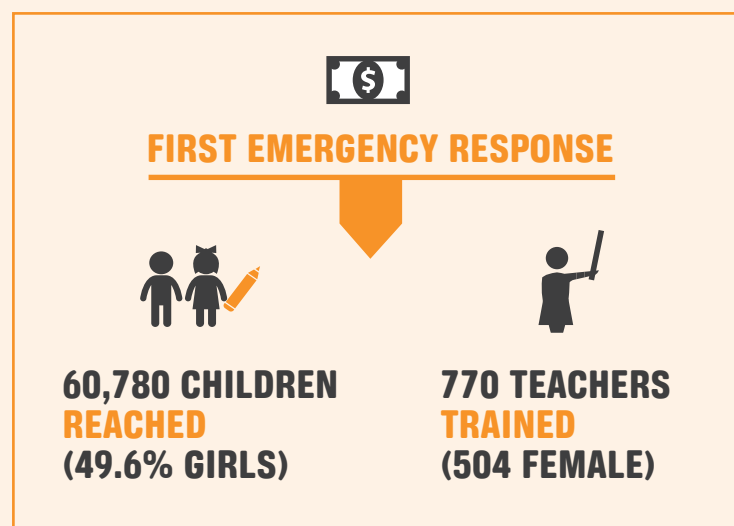 $
FIRST EMERGENCY RESPONSE
60,780 CHILDREN
REACHED
(49.6% GIRLS)
770 TEACHERS
TRAINED
(504 FEMALE)